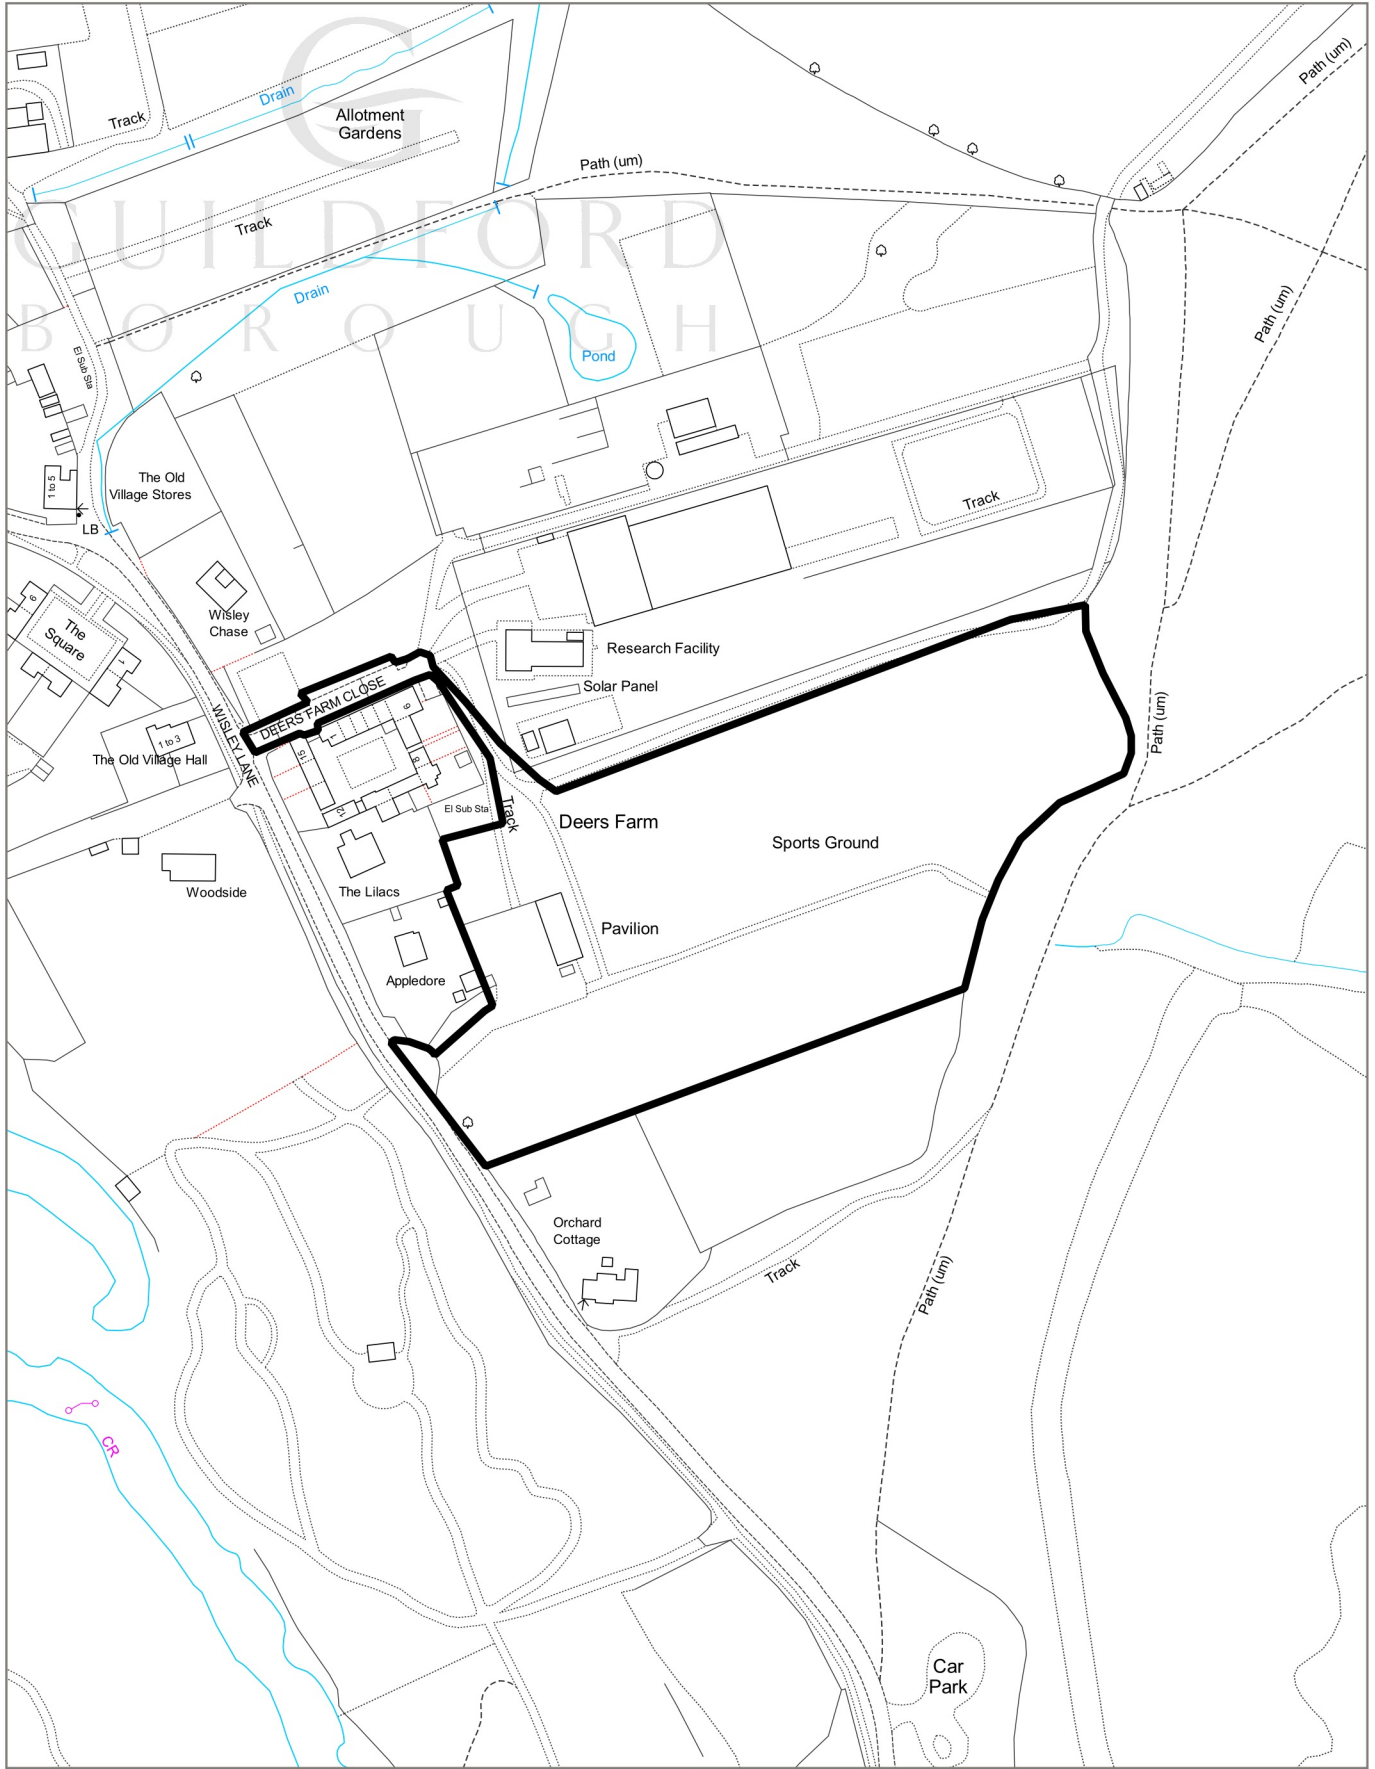 Path (um)
Drain
Allotment
Gardens
Track
Path (um)
GUILDFORD
Track
BOROUGH
Drain
Path (um)
Pond
El Sub Sta
The Old
Village Stores
1 to 5
Track
LB
Wisley
Chase
9
The
Square
1
Research Facility
Solar Panel
DEERS FARM CLOSE
WISLEY LANE
1 to 3
The Old Village Hall
1
6
15
8
12
El Sub Sta
Track
Path (um)
Deers Farm
Sports Ground
Woodside
The Lilacs
Pavilion
Appledore
Orchard
Cottage
Track
Path (um)
CR
Car
Park